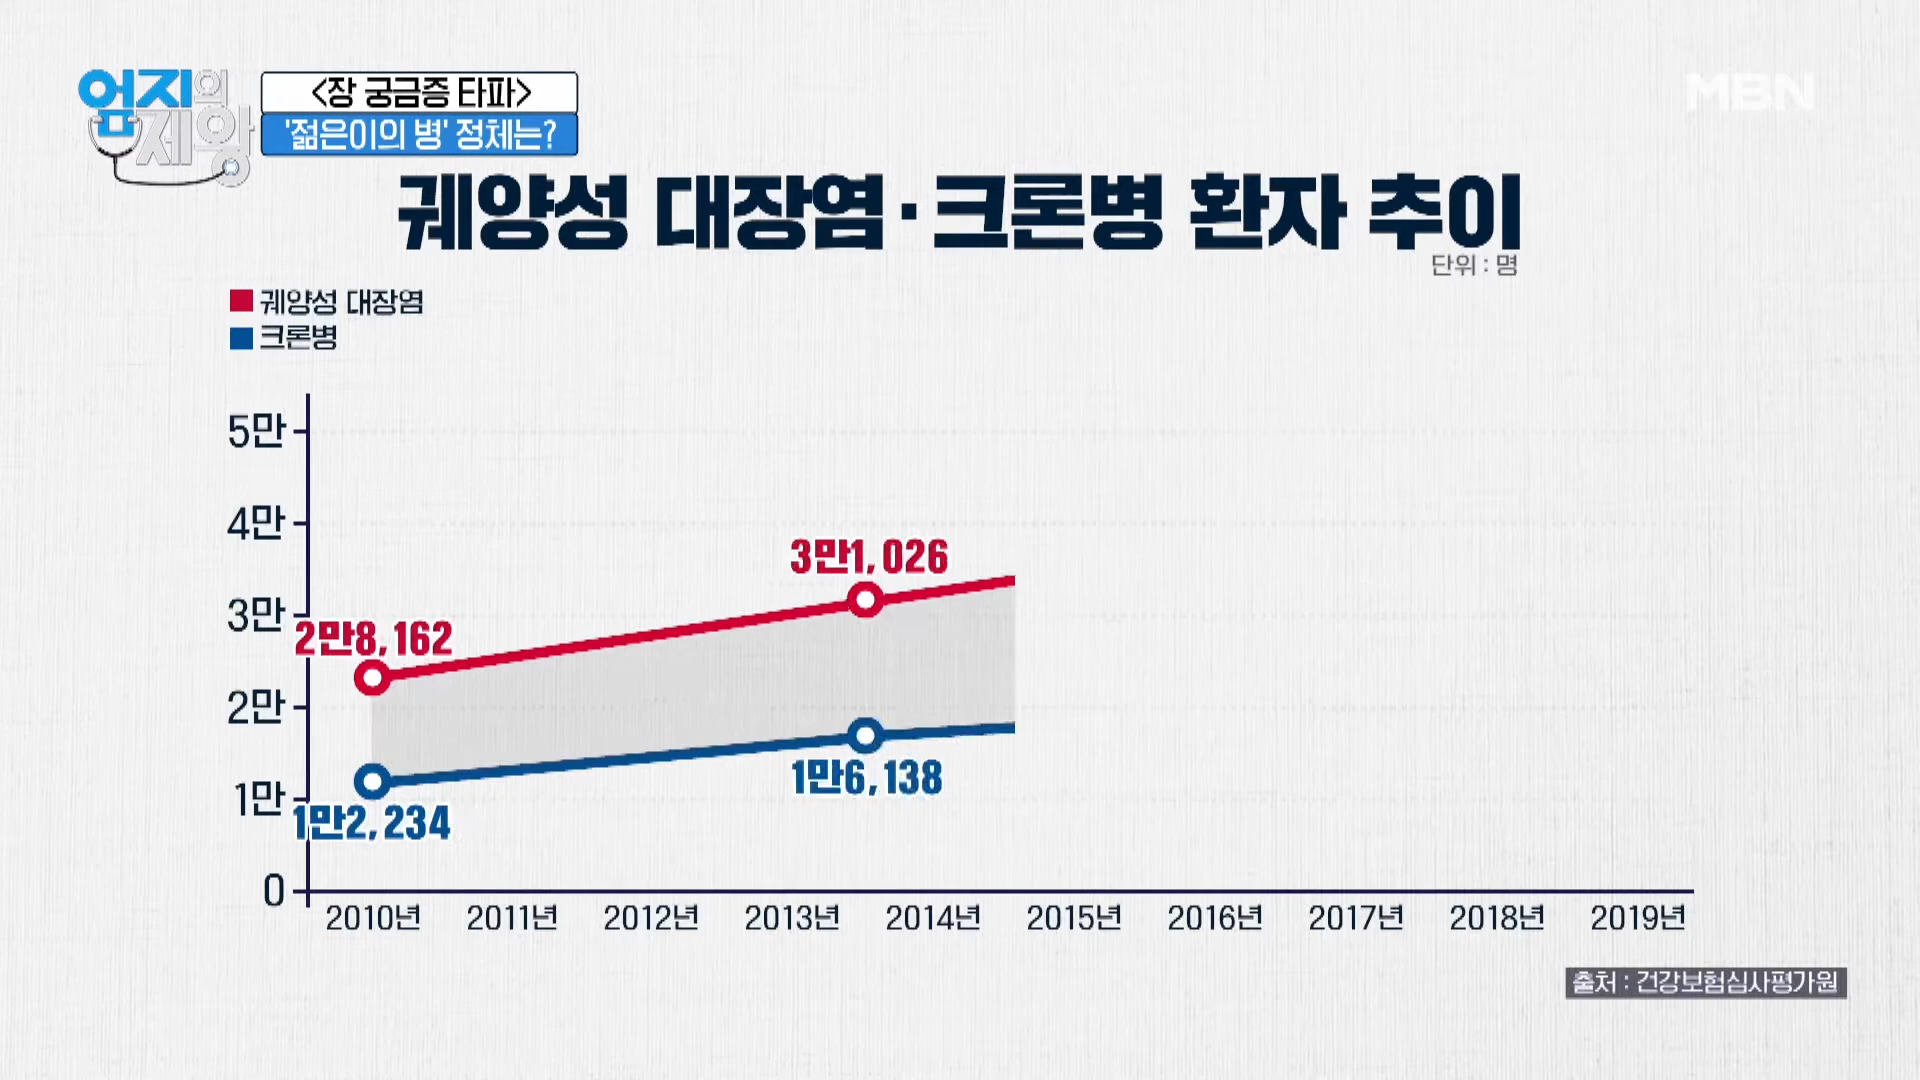 엄지의 제왕
<장 궁금증 타파>
'젊은이의 병' 정체는?
MBN
궤양성 대장염·크론병 환자 추이
단위 : 명
궤양성 대장염
크론병
5만
4만
3만
2만
1만
0
3만1,026
2만8,162
1만6,138
1만2,234
2010년 2011년 2012년 2013년 2014년 2015년 2016년 2017년 2018년 2019년
출처 : 건강보험심사평가원